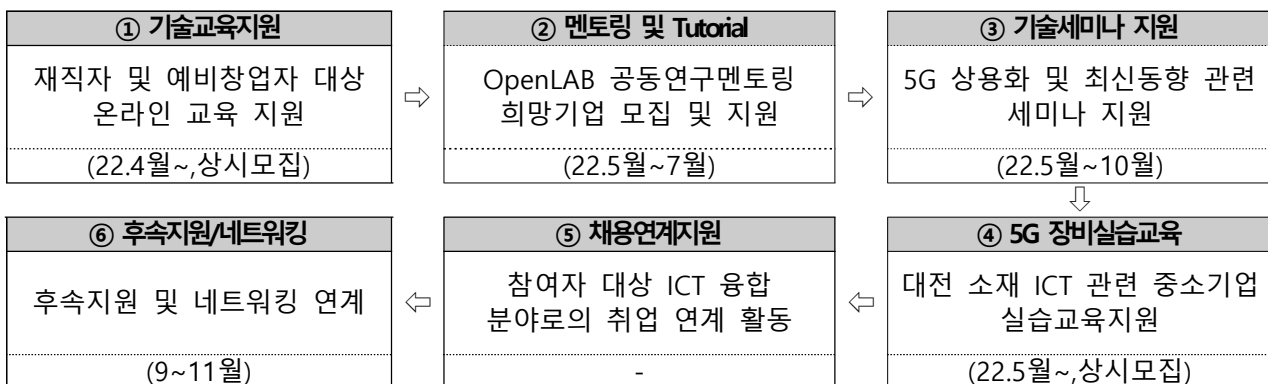 ① 기술교육지원
재직자 및 예비창업자 대상
온라인 교육 지원
(22.4월~,상시모집)
⇨
② 멘토링 및 Tutorial
OpenLAB 공동연구멘토링
희망기업 모집 및 지원
(22.5월~7월)
⇨
③ 기술세미나 지원
5G 상용화 및 최신동향 관련
세미나 지원
(22.5월~10월)
⇩
④ 5G 장비실습교육
대전 소재 ICT 관련 중소기업
실습교육지원
(22.5월~,상시모집)
⇦
⑤ 채용연계지원
참여자 대상 ICT 융합
분야로의 취업 연계 활동
-
⇦
⑥ 후속지원/네트워킹
후속지원 및 네트워킹 연계
(9~11월)